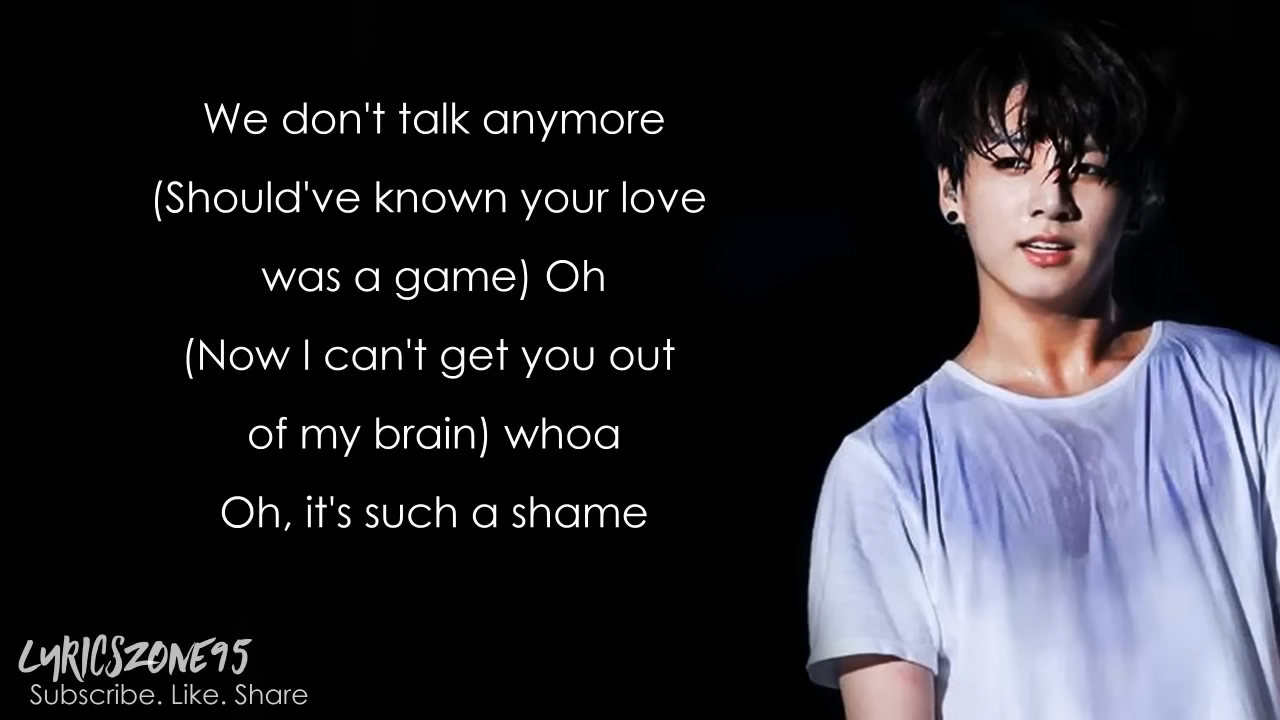 We don't talk anymore
(Should've known your love
was a game) Oh
(Now I can't get you out
of my brain) whoa
Oh, it's such a shame
LYRICSZONE95
Subscribe. Like. Share